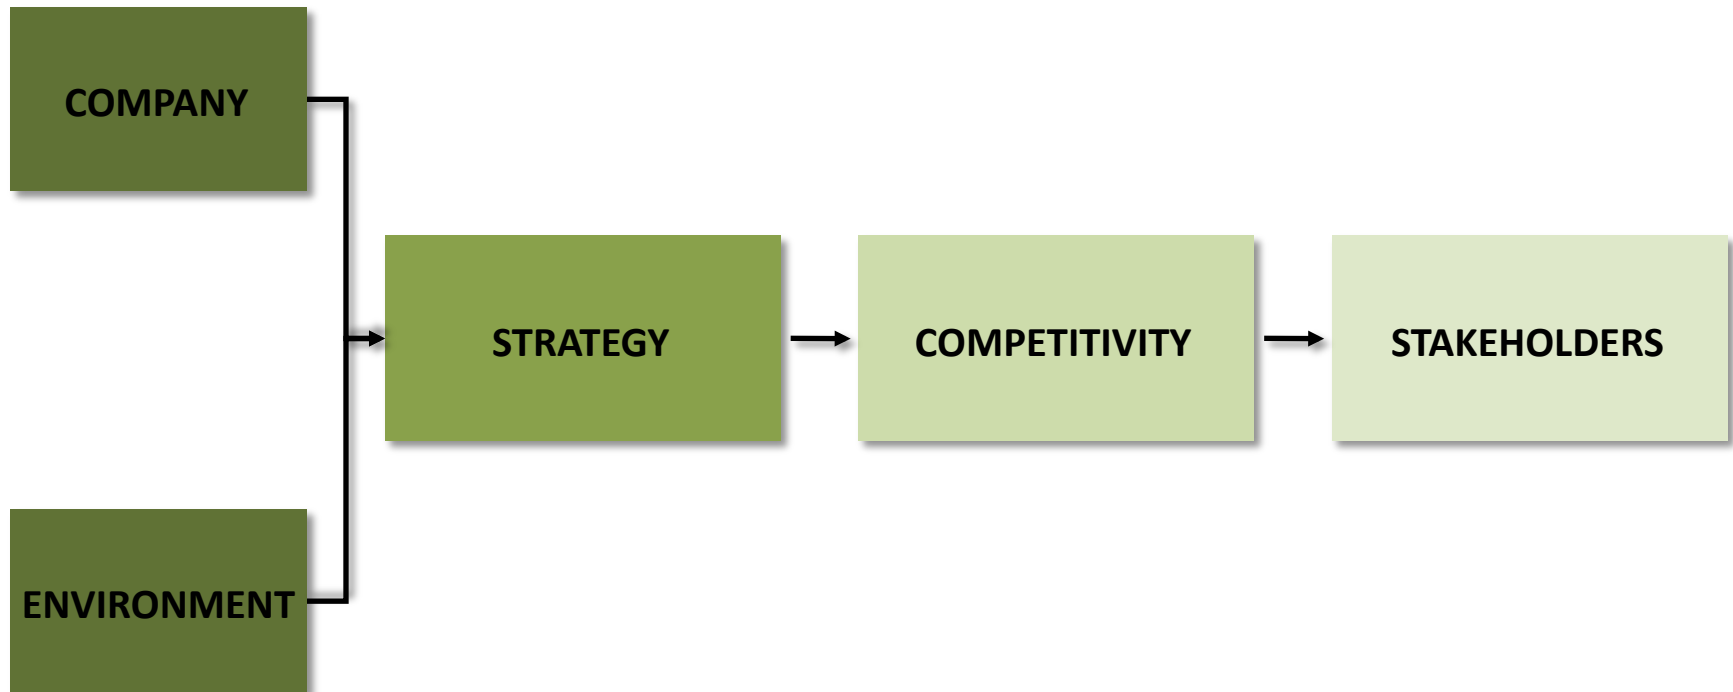 COMPANY
STRATEGY
COMPETITIVITY
STAKEHOLDERS
ENVIRONMENT